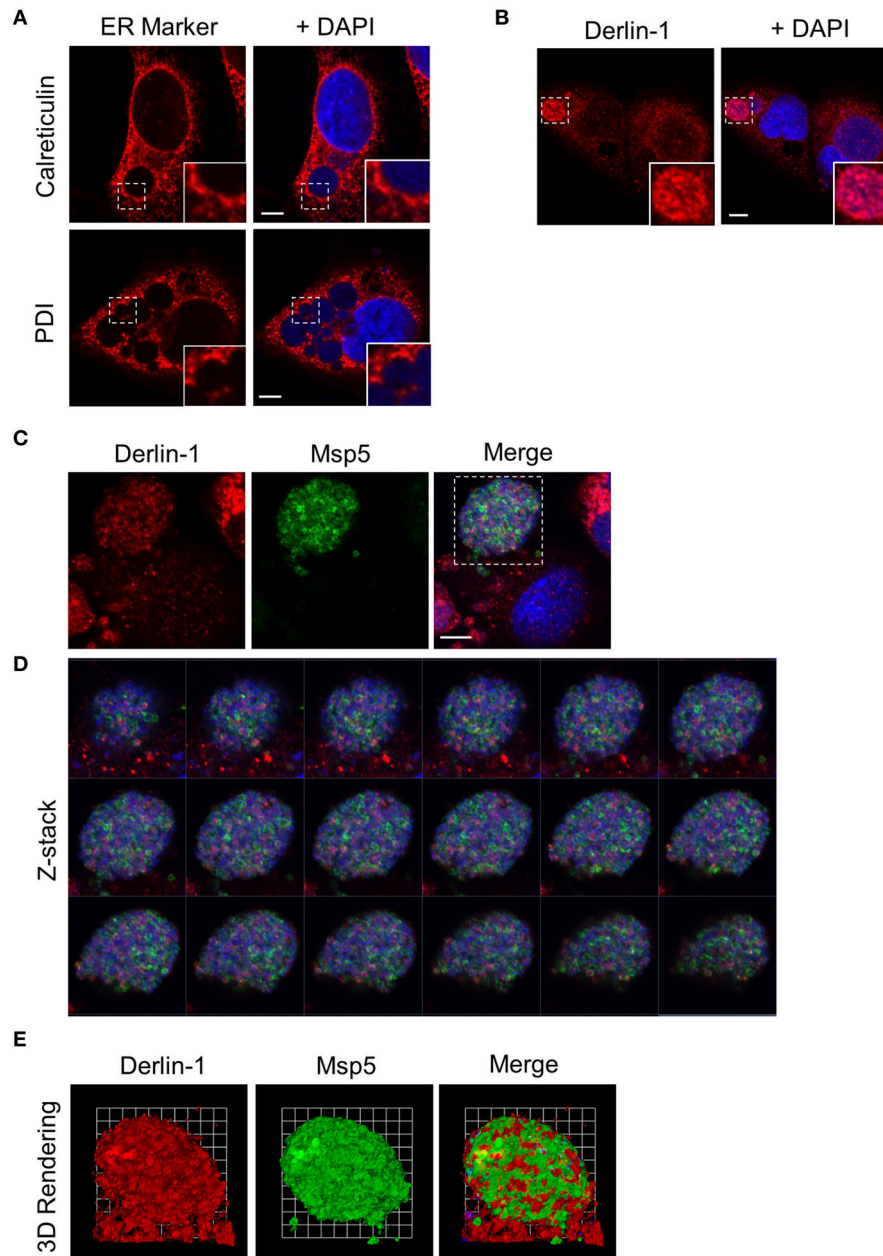 A
ER Marker + DAPI
Calreticulin
PDI
B
Derlin-1 + DAPI
C
Derlin-1 Msp5 Merge
D
Z-stack
E
Derlin-1 Msp5 Merge
3D Rendering